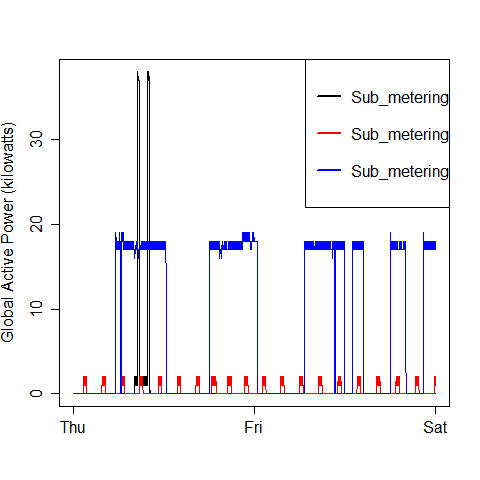 Global Active Power (kilowatts)
30
20
10
0
Sub_metering
Sub_metering
Sub_metering
Thu Fri Sat